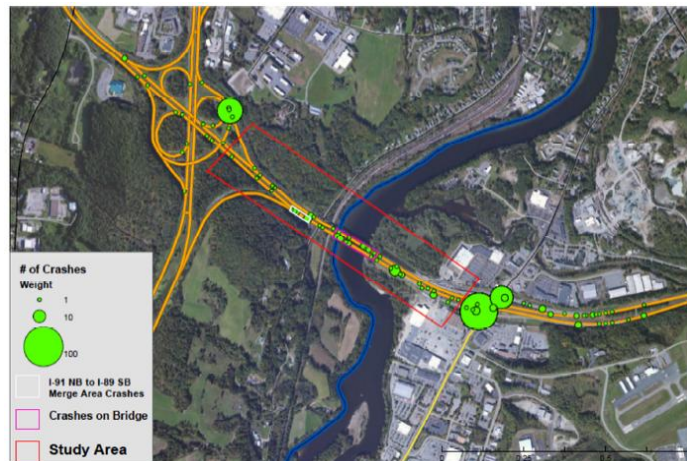 # of Crashes
Weight
1
10
100
I-91 NB to I-89 SB
Merge Area Crashes
Crashes on Bridge
Study Area
0